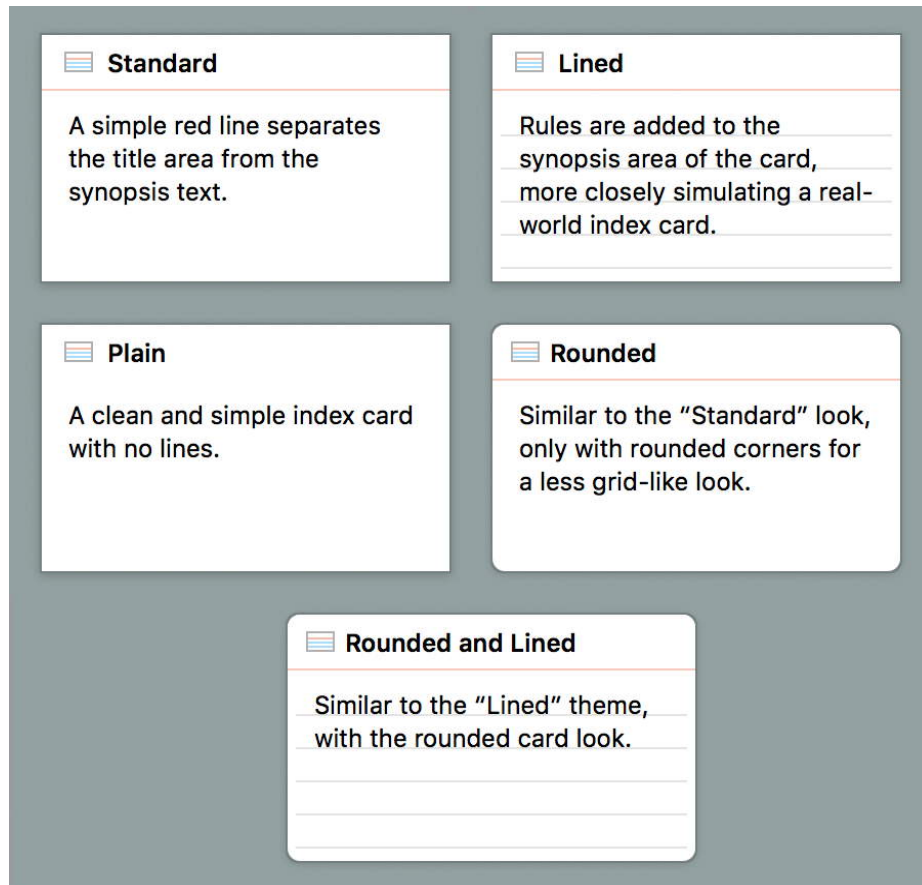 Standard
A simple red line separates
the title area from the
synopsis text.
Lined
Rules are added to the
synopsis area of the card,
more closely simulating a real-
world index card.
Plain
A clean and simple index card
with no lines.
Rounded
Similar to the “Standard” look,
only with rounded corners for
a less grid-like look.
Rounded and Lined
Similar to the “Lined” theme,
with the rounded card look.